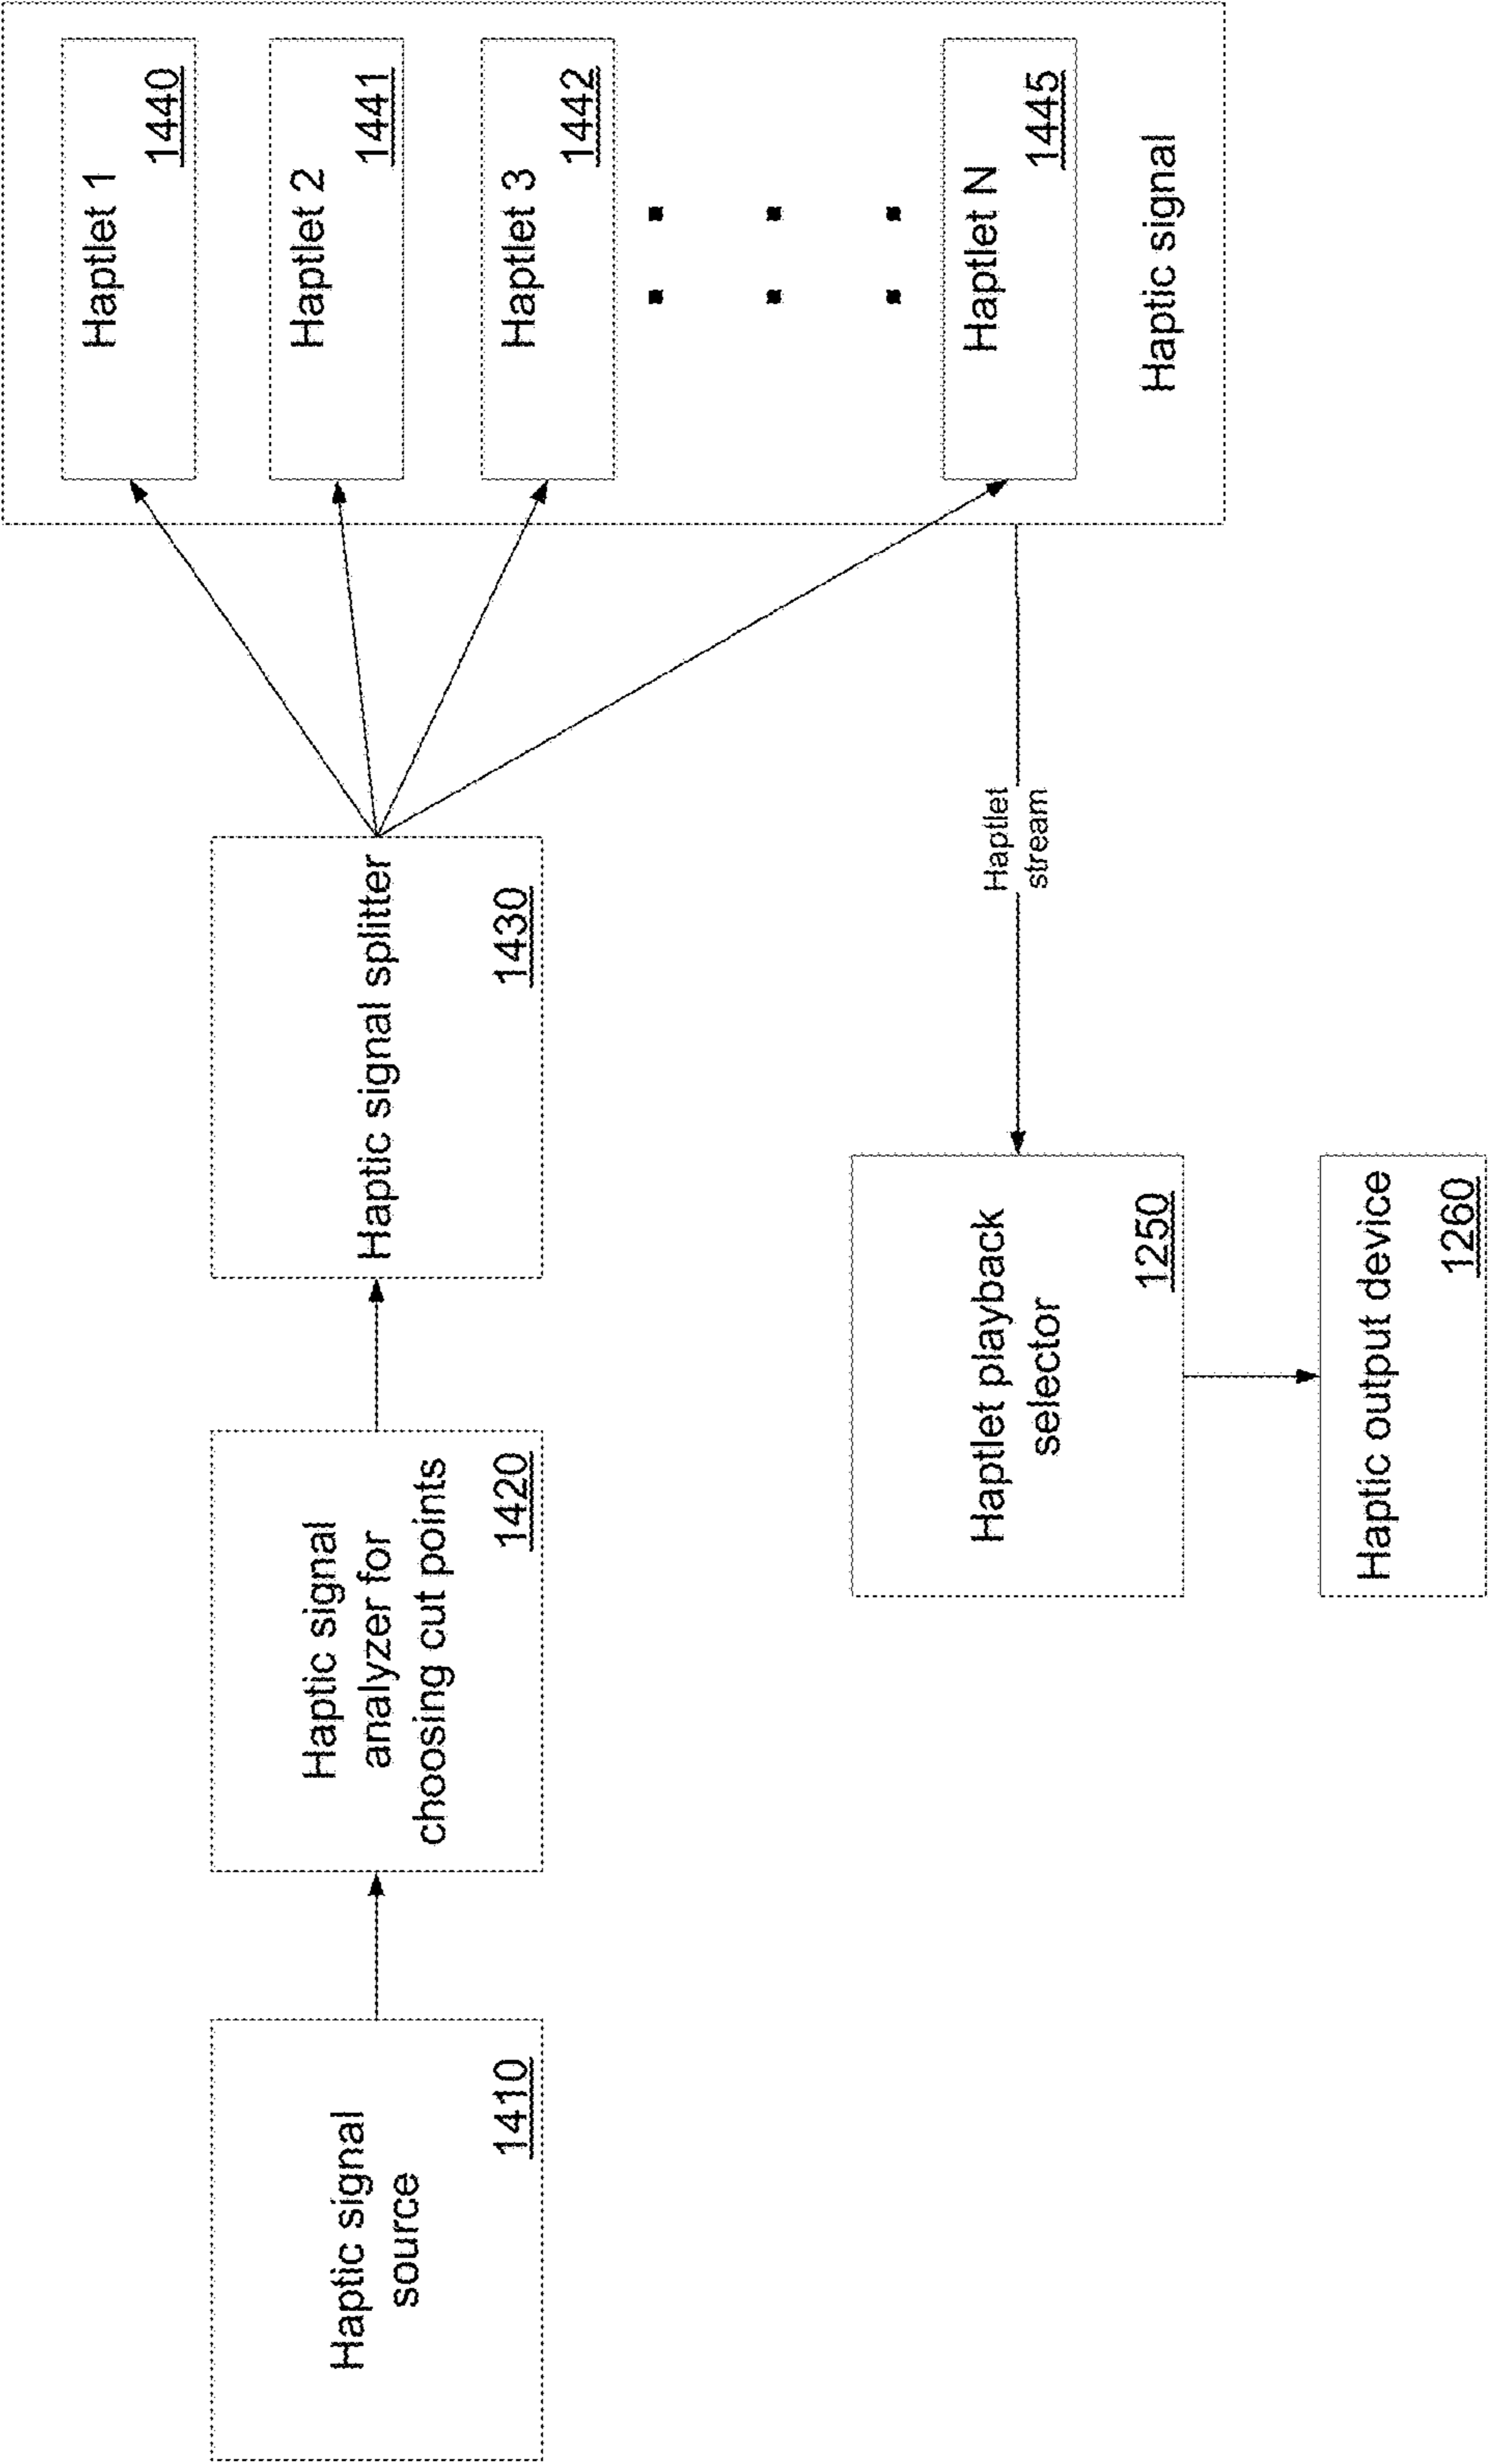 Haptic signal
source
1410
Haptic signal
analyzer for
choosing cut points
1420
Haptic signal splitter
1430
Haptlet 1
1440
Haptlet 2
1441
Haptlet 3
1442
Haptlet N
1445
Haptic signal
Haptlet
stream
Haptlet playback
selector
1250
Haptic output device
1260